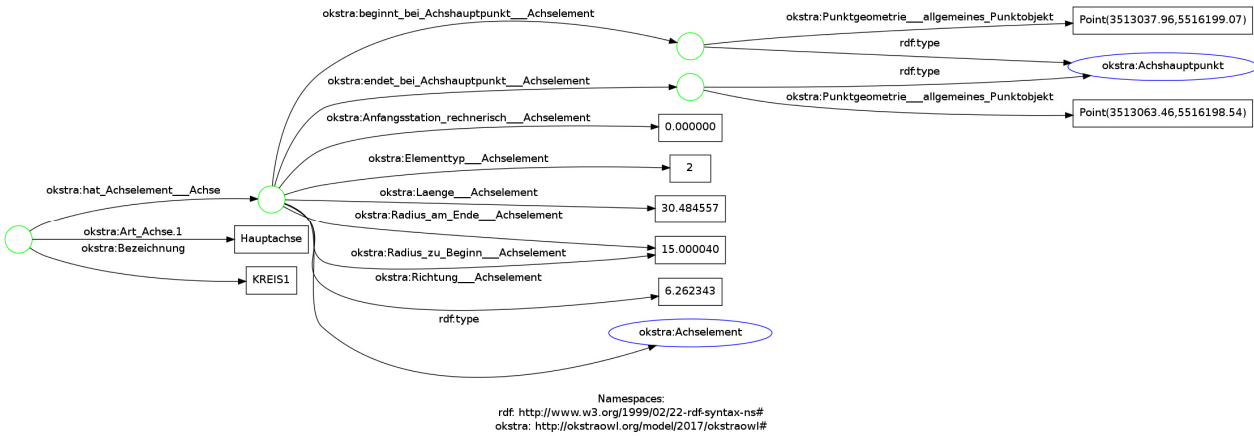 okstra:beginnt_bei_Achshauptpunkt___Achselement
okstra:Punktgeometrie___allgemeines_Punktobjekt
Point(3513037.96,5516199.07)
rdf:type
okstra:Achshauptpunkt
okstra:endet_bei_Achshauptpunkt___Achselement
rdf:type
okstra:Punktgeometrie___allgemeines_Punktobjekt
Point(3513063.46,5516198.54)
okstra:Anfangsstation_rechnerisch___Achselement
0.000000
okstra:Elementtyp___Achselement
2
okstra:hat_Achselement___Achse
okstra:Laenge___Achselement
30.484557
okstra:Radius_am_Ende___Achselement
okstra:Art_Achse.1
Hauptachse
15.000040
okstra:Bezeichnung
okstra:Radius_zu_Beginn___Achselement
KREIS1
okstra:Richtung___Achselement
6.262343
rdf:type
okstra:Achselement
Namespaces:
rdf: http://www.w3.org/1999/02/22-rdf-syntax-ns#
okstra: http://okstraowl.org/model/2017/okstraowl#